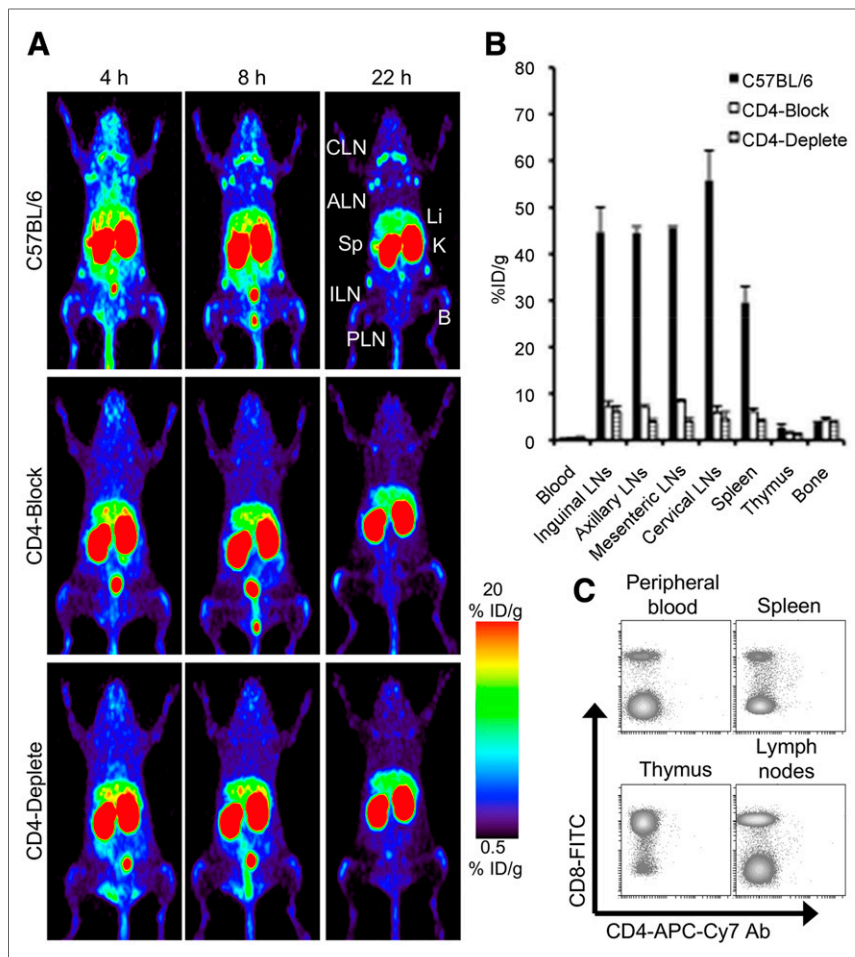 A
4 h 8 h 22 h
C57BL/6
CLN
ALN
Li
Sp K
ILN
B
PLN
CD4-Block
CD4-Deplete
20
% ID/g
0.5
% ID/g
B
80
70
60
50
40
30
20
10
0
%ID/g
C57BL/6
CD4-Block
CD4-Deplete
Blood
Inguinal LNs
Axillary LNs
Mesenteric LNs
Cervical LNs
Spleen
Thymus
Bone
C
Peripheral
blood
Spleen
Thymus
Lymph
nodes
CD8-FITC
CD4-APC-Cy7 Ab